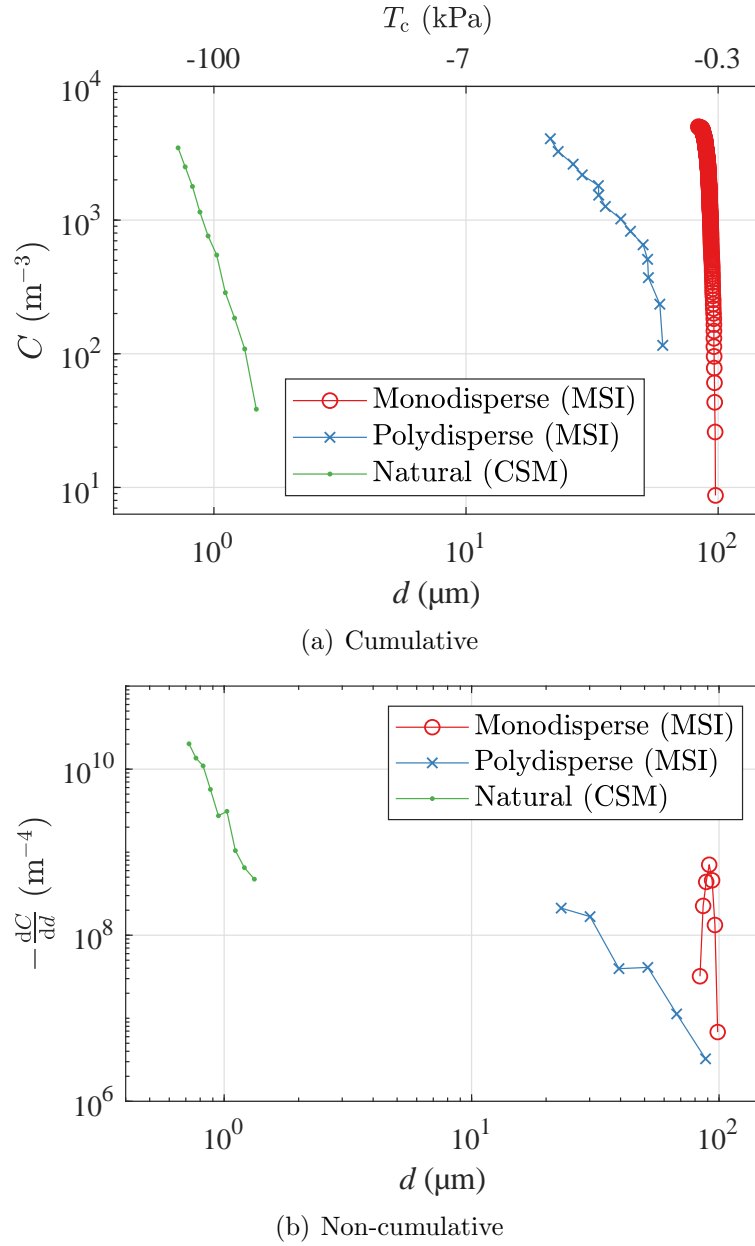 T_c (kPa)
-100 -7 -0.3
10^4
10^3
10^2
10^1
C (m^−3)
Monodisperse (MSI)
Polydisperse (MSI)
Natural (CSM)
10^0 10^1 10^2
d (µm)
(a) Cumulative
10^10
10^8
10^6
−dC/dd (m^−4)
Monodisperse (MSI)
Polydisperse (MSI)
Natural (CSM)
10^0 10^1 10^2
d (µm)
(b) Non-cumulative